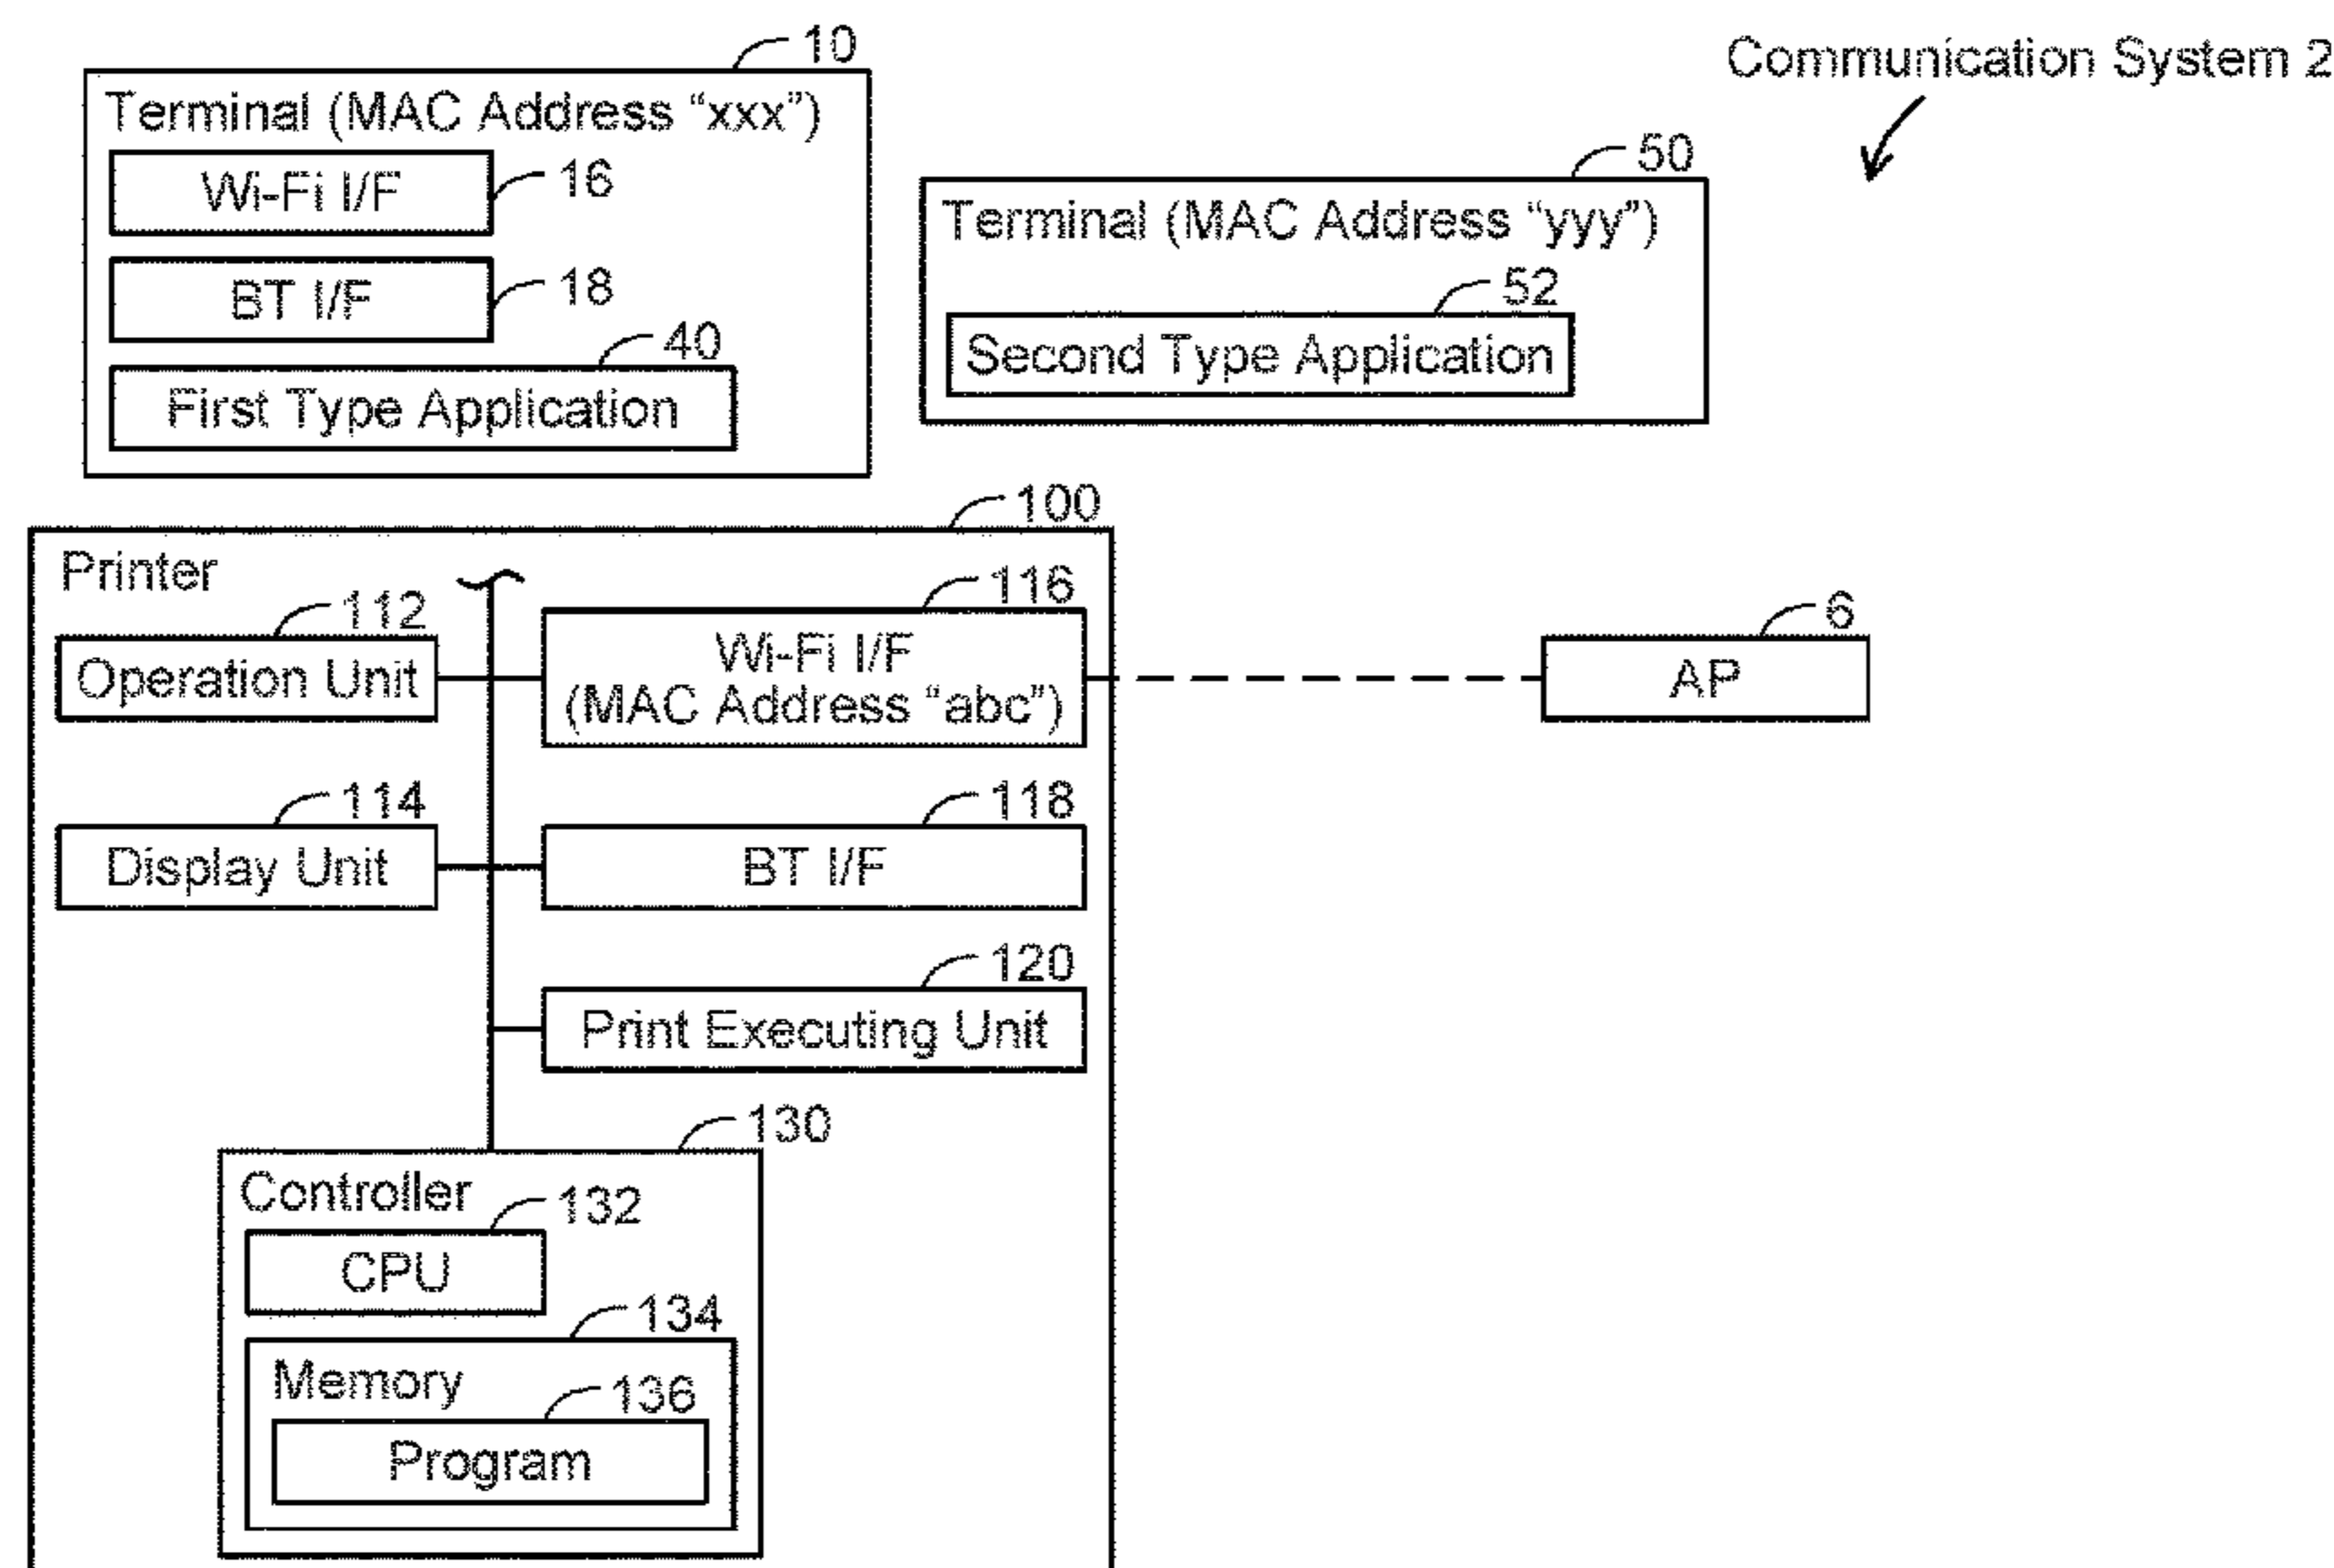 Communication System 2
10
Terminal (MAC Address “xxx”)
Wi-Fi I/F
16
BT I/F
18
40
First Type Application
50
Terminal (MAC Address “yyy”)
52
Second Type Application
100
Printer
112
Operation Unit
116
Wi-Fi I/F
(MAC Address “abc”)
6
AP
114
Display Unit
118
BT I/F
120
Print Executing Unit
130
Controller
132
CPU
134
Memory
136
Program